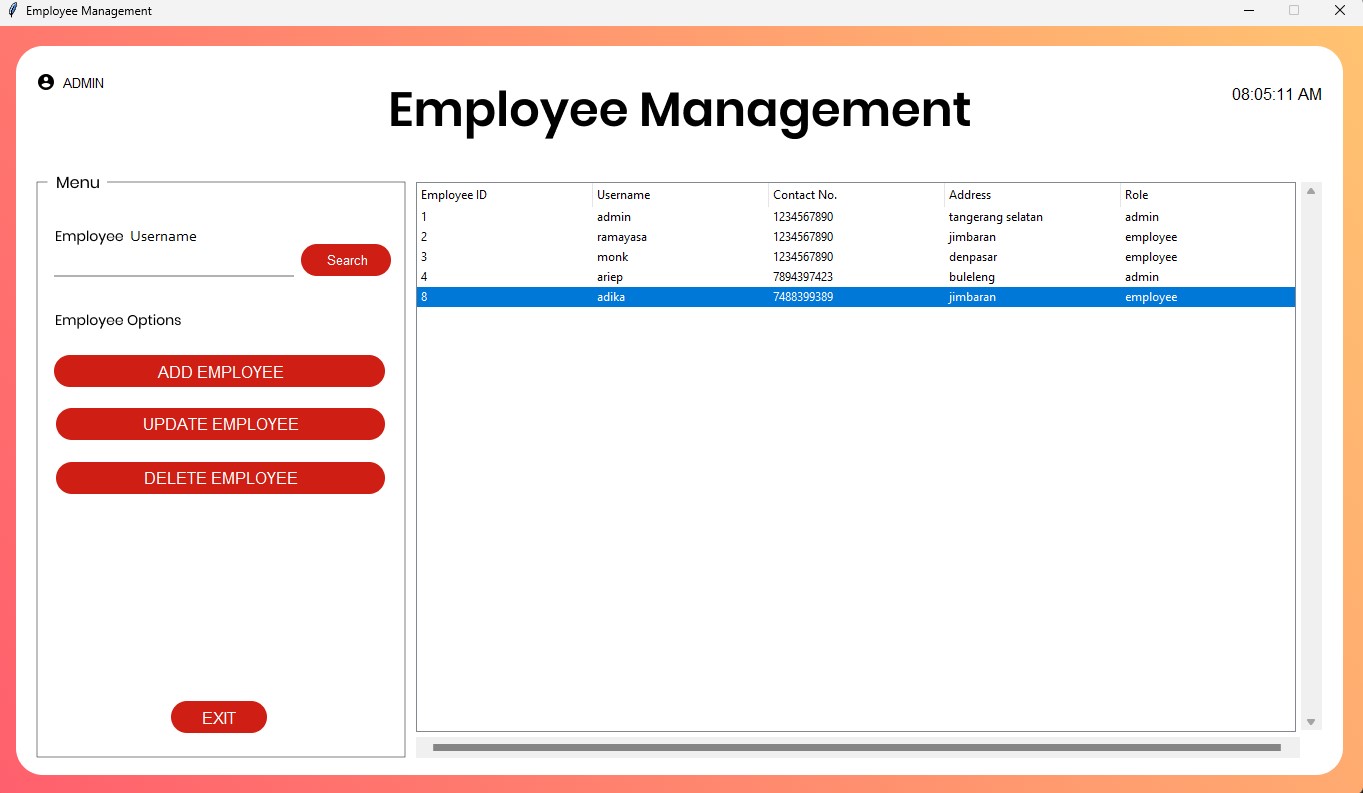 Employee Management
ADMIN
Employee Management
08:05:11 AM
Menu
Employee Username
Search
Employee Options
ADD EMPLOYEE
UPDATE EMPLOYEE
DELETE EMPLOYEE
EXIT
Employee ID Username Contact No. Address Role
1 admin 1234567890 tangerang selatan admin
2 ramayasa 1234567890 jimbaran employee
3 monk 1234567890 denpasar employee
4 ariep 7894397423 buleleng admin
8 adika 7488399389 jimbaran employee